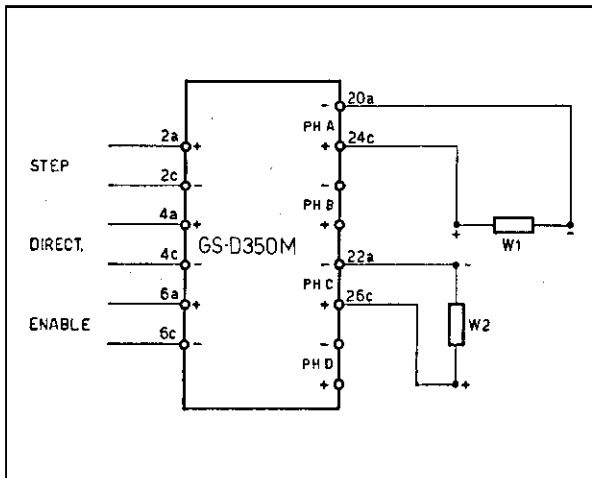 20a
-
PH A
2a
24c
+
+
STEP
2c
-
-
PH B
4a
+
+
+
W1
-
DIRECT.
GS-D350M
4c
-
22a
-
-
PH C
6a
+
26c
+
ENABLE
W2
6c
-
-
PH D
+
+